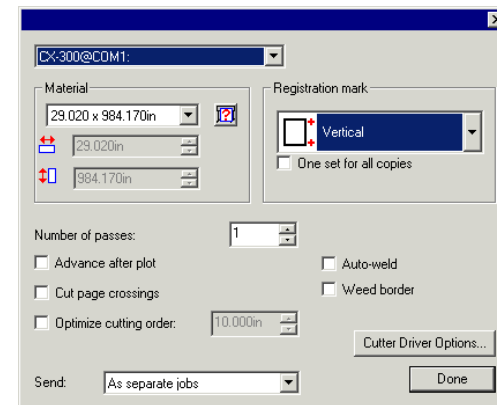 CX-300@COM1:
Material
29.020 x 984.170in
29.020in
984.170in
Registration mark
Vertical
One set for all copies
Number of passes:
1
Advance after plot
Auto-weld
Cut page crossings
Weed border
Optimize cutting order:
10.000in
Cutter Driver Options...
Send:
As separate jobs
Done